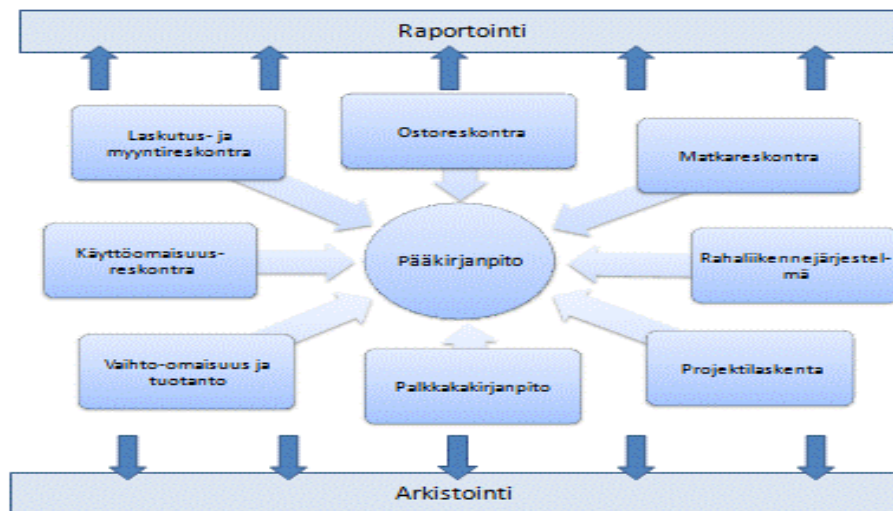 Raportointi
Laskutus- ja
myyntireskontra
Ostoreskontra
Matkareskontra
Käyttöomaisuus-
reskontra
Pääkirjanpito
Rahaliikennejärjestel-
mä
Vaihto-omaisuus ja
tuotanto
Palkkakakirjanpito
Projektilaskenta
Arkistointi